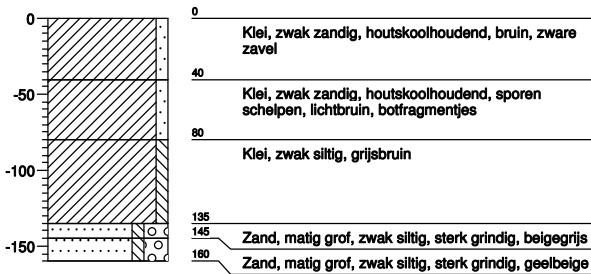 0
0
Klei, zwak zandig, houtskoolhoudend, bruin, zware
zavel
40
-50
Klei, zwak zandig, houtskoolhoudend, sporen
schelpen, lichtbruin, botfragmentjes
80
Klei, zwak siltig, grijsbruin
-100
135
Zand, matig grof, zwak siltig, sterk grindig, beigegrijs
145
-150
160
Zand, matig grof, zwak siltig, sterk grindig, geelbeige